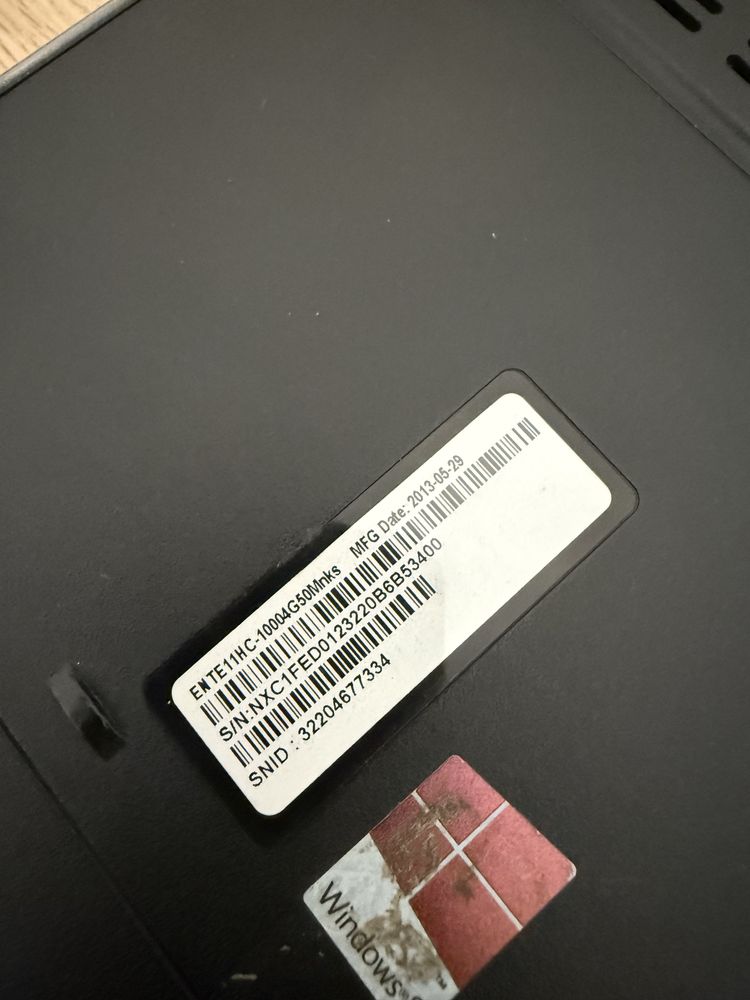 ENTE11HC-10004G50Mnks MFG Date: 2013-05-29
S/N:NXC1FED0123220B6B53400
SNID : 32204677334
Windows®